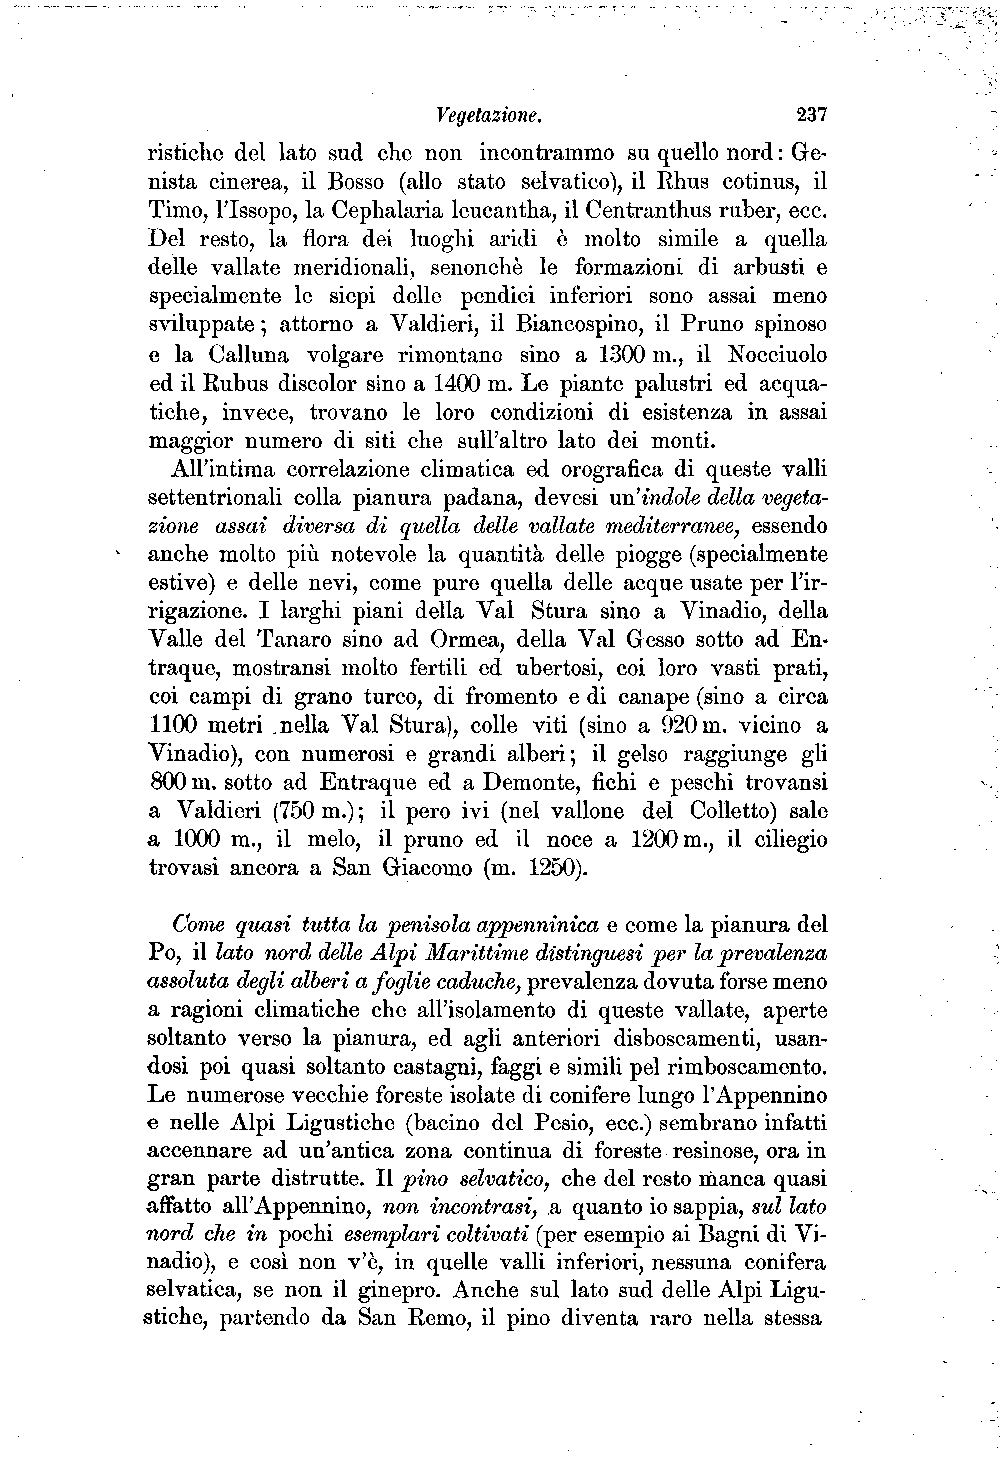 Vegetazione. 237
ristiche del lato sud che non incontrammo su quello nord: Ge-
nista cinerea, il Bosso (allo stato selvatico), il Rhus cotinus, il
Timo, l'Issopo, la Cephalaria leucantha, il Centranthus ruber, ecc.
Del resto, la flora dei luoghi aridi è molto simile a quella
delle vallate meridionali, senonchè le formazioni di arbusti e
specialmente le siepi delle pendici inferiori sono assai meno
sviluppate; attorno a Valdieri, il Biancospino, il Pruno spinoso
e la Calluna volgare rimontano sino a 1300 m., il Nocciuolo
ed il Rubus discolor sino a 1400 m. Le piante palustri ed acqua-
tiche, invece, trovano le loro condizioni di esistenza in assai
maggior numero di siti che sull'altro lato dei monti.
All'intima correlazione climatica ed orografica di queste valli
settentrionali colla pianura padana, devesi un'indole della vegeta-
zione assai diversa di quella delle vallate mediterranee, essendo
anche molto più notevole la quantità delle piogge (specialmente
estive) e delle nevi, come pure quella delle acque usate per l'ir-
rigazione. I larghi piani della Val Stura sino a Vinadio, della
Valle del Tanaro sino ad Ormea, della Val Gesso sotto ad En-
traque, mostransi molto fertili ed ubertosi, coi loro vasti prati,
coi campi di grano turco, di fromento e di canape (sino a circa
1100 metri nella Val Stura), colle viti (sino a 920 m. vicino a
Vinadio), con numerosi e grandi alberi; il gelso raggiunge gli
800 m. sotto ad Entraque ed a Demonte, fichi e peschi trovansi
a Valdieri (750 m.); il pero ivi (nel vallone del Colletto) sale
a 1000 m., il melo, il pruno ed il noce a 1200 m., il ciliegio
trovasi ancora a San Giacomo (m. 1250).
Come quasi tutta la penisola appenninica e come la pianura del
Po, il lato nord delle Alpi Marittime distinguesi per la prevalenza
assoluta degli alberi a foglie caduche, prevalenza dovuta forse meno
a ragioni climatiche che all'isolamento di queste vallate, aperte
soltanto verso la pianura, ed agli anteriori disboscamenti, usan-
dosi poi quasi soltanto castagni, faggi e simili pel rimboscamento.
Le numerose vecchie foreste isolate di conifere lungo l'Appennino
e nelle Alpi Ligustiche (bacino del Pesio, ecc.) sembrano infatti
accennare ad un'antica zona continua di foreste resinose, ora in
gran parte distrutte. Il pino selvatico, che del resto manca quasi
affatto all'Appennino, non incontrasi, a quanto io sappia, sul lato
nord che in pochi esemplari coltivati (per esempio ai Bagni di Vi-
nadio), e così non v'è, in quelle valli inferiori, nessuna conifera
selvatica, se non il ginepro. Anche sul lato sud delle Alpi Ligu-
stiche, partendo da San Remo, il pino diventa raro nella stessa